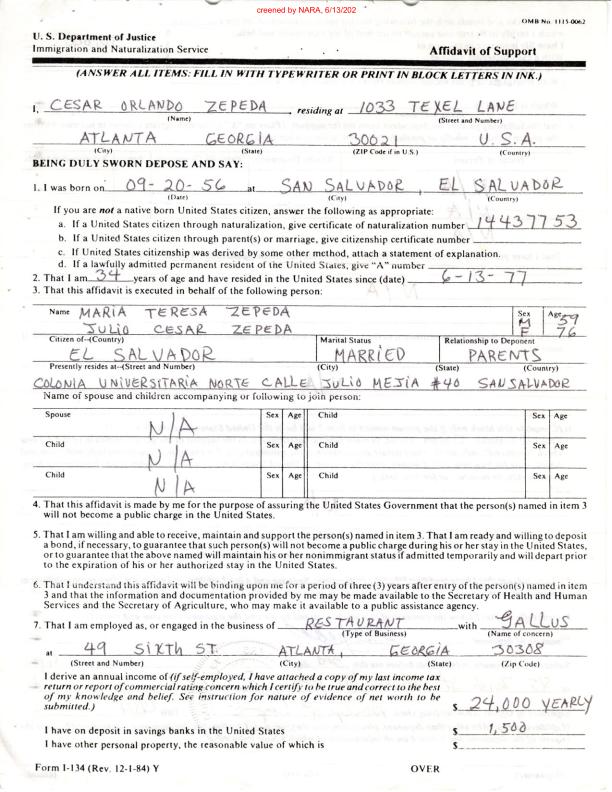 creened by NARA, 6/13/202
OMB No. 1115-0062
U. S. Department of Justice
Immigration and Naturalization Service
Affidavit of Support
(ANSWER ALL ITEMS: FILL IN WITH TYPEWRITER OR PRINT IN BLOCK LETTERS IN INK.)
I, CESAR ORLANDO ZEPEDA, residing at 1033 TEXEL LANE
(Name) (Street and Number)
ATLANTA GEORGIA 30021 U.S.A.
(City) (State) (ZIP Code if in U.S.) (Country)
BEING DULY SWORN DEPOSE AND SAY:
1. I was born on 09-20-56 at SAN SALVADOR, EL SALVADOR
(Date) (City) (Country)
If you are not a native born United States citizen, answer the following as appropriate:
a. If a United States citizen through naturalization, give certificate of naturalization number 14437753
b. If a United States citizen through parent(s) or marriage, give citizenship certificate number
c. If United States citizenship was derived by some other method, attach a statement of explanation.
d. If a lawfully admitted permanent resident of the United States, give "A" number
2. That I am 34 years of age and have resided in the United States since (date) 6-13-77
3. That this affidavit is executed in behalf of the following person:
Name MARIA TERESA ZEPEDA Sex M Age 59
JULIO CESAR ZEPEDA F 76
Citizen of--(Country) Marital Status Relationship to Deponent
EL SALVADOR MARRIED PARENTS
Presently resides at--(Street and Number) (City) (State) (Country)
COLONIA UNIVERSITARIA NORTE CALLE JULIO MEJIA #40 SAN SALVADOR
Name of spouse and children accompanying or following to join person:
Spouse N/A Sex Age Child Sex Age
Child N/A Sex Age Child Sex Age
Child N/A Sex Age Child Sex Age
4. That this affidavit is made by me for the purpose of assuring the United States Government that the person(s) named in item 3
will not become a public charge in the United States.
5. That I am willing and able to receive, maintain and support the person(s) named in item 3. That I am ready and willing to deposit
a bond, if necessary, to guarantee that such person(s) will not become a public charge during his or her stay in the United States,
or to guarantee that the above named will maintain his or her nonimmigrant status if admitted temporarily and will depart prior
to the expiration of his or her authorized stay in the United States.
6. That I understand this affidavit will be binding upon me for a period of three (3) years after entry of the person(s) named in item
3 and that the information and documentation provided by me may be made available to the Secretary of Health and Human
Services and the Secretary of Agriculture, who may make it available to a public assistance agency.
7. That I am employed as, or engaged in the business of RESTAURANT with GALLUS
(Type of Business) (Name of concern)
at 49 SIXTH ST. ATLANTA, GEORGIA 30308
(Street and Number) (City) (State) (Zip Code)
I derive an annual income of (if self-employed, I have attached a copy of my last income tax
return or report of commercial rating concern which I certify to be true and correct to the best
of my knowledge and belief. See instruction for nature of evidence of net worth to be
submitted.) $ 24,000 YEARLY
I have on deposit in savings banks in the United States $ 1,500
I have other personal property, the reasonable value of which is $
Form I-134 (Rev. 12-1-84) Y OVER